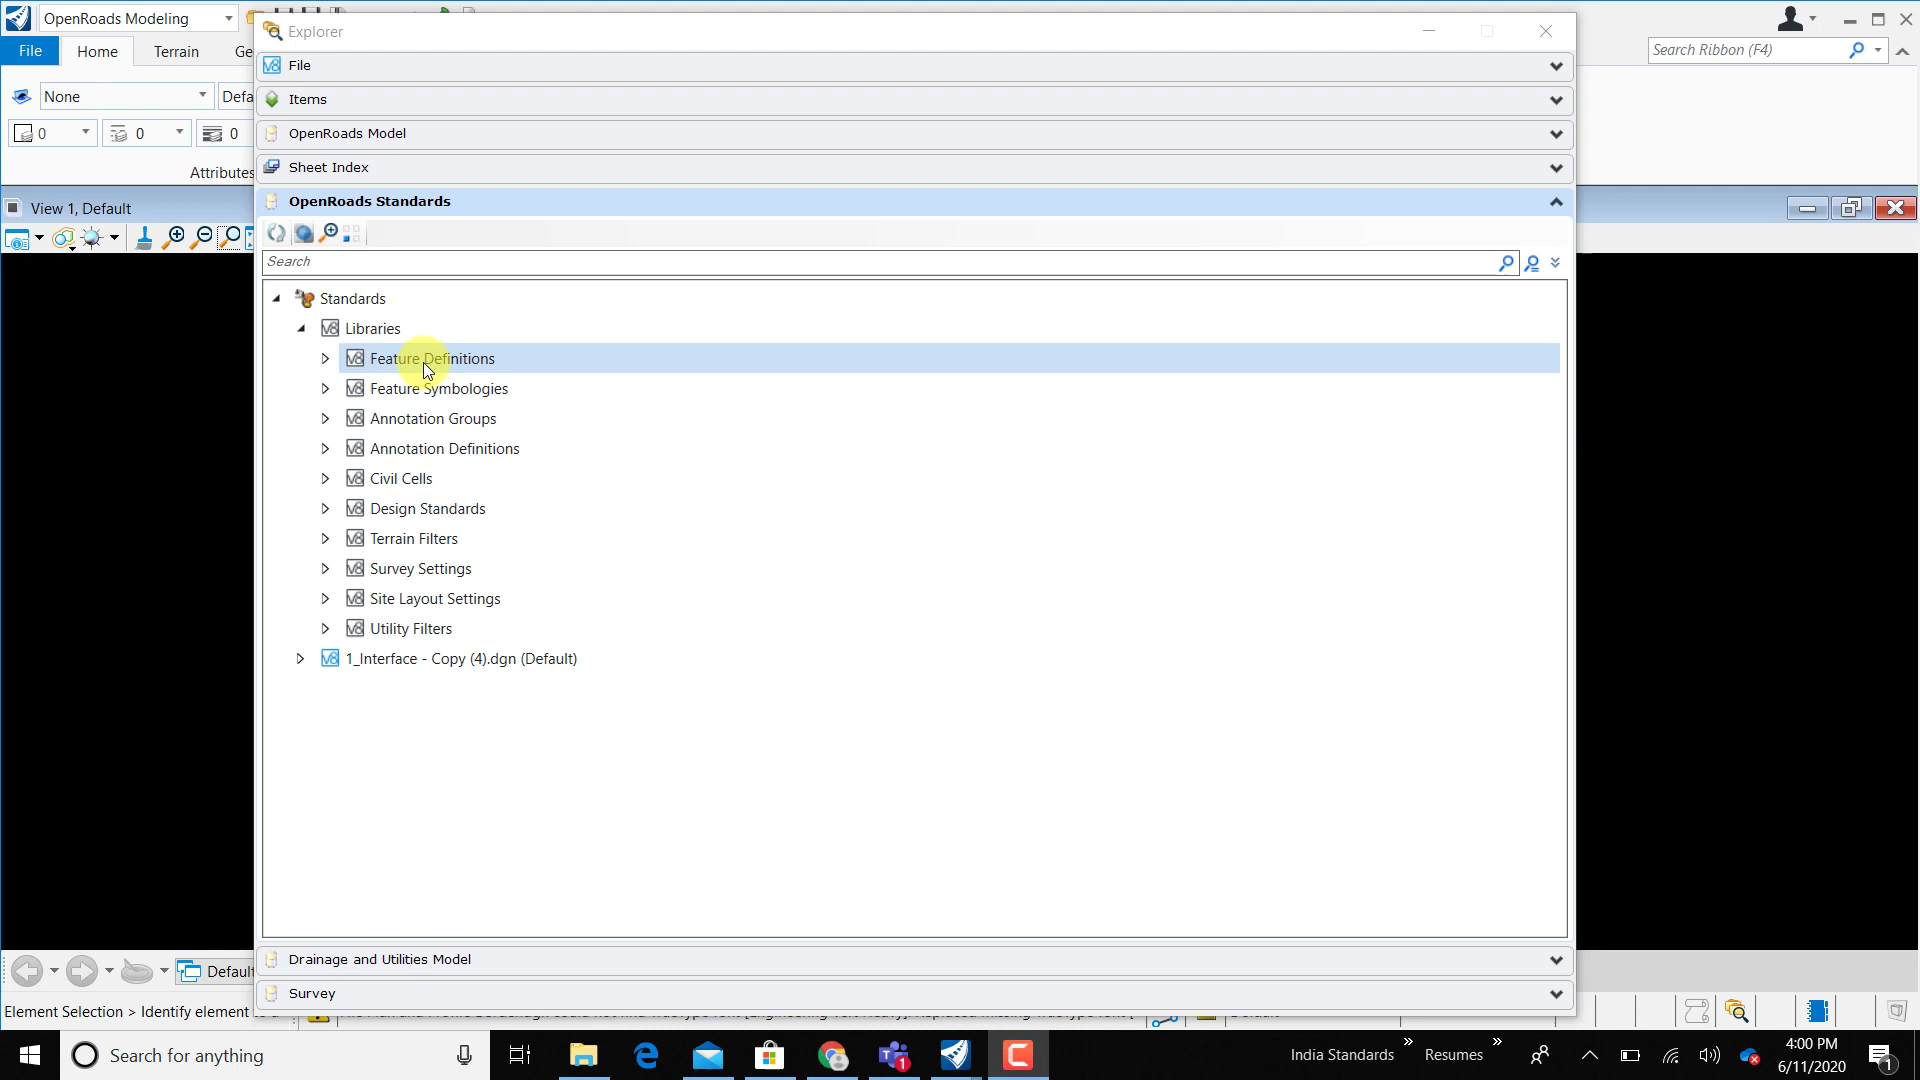 OpenRoads Modeling
Explorer
File Home Terrain Ge
Search Ribbon (F4)
File
Items
None Defa
OpenRoads Model
0 0 0
Sheet Index
Attributes
OpenRoads Standards
View 1, Default
Search
Standards
Libraries
Feature Definitions
Feature Symbologies
Annotation Groups
Annotation Definitions
Civil Cells
Design Standards
Terrain Filters
Survey Settings
Site Layout Settings
Utility Filters
1_Interface - Copy (4).dgn (Default)
Drainage and Utilities Model
Default
Survey
Element Selection > Identify element
Search for anything
India Standards
Resumes
4:00 PM
6/11/2020
1
1